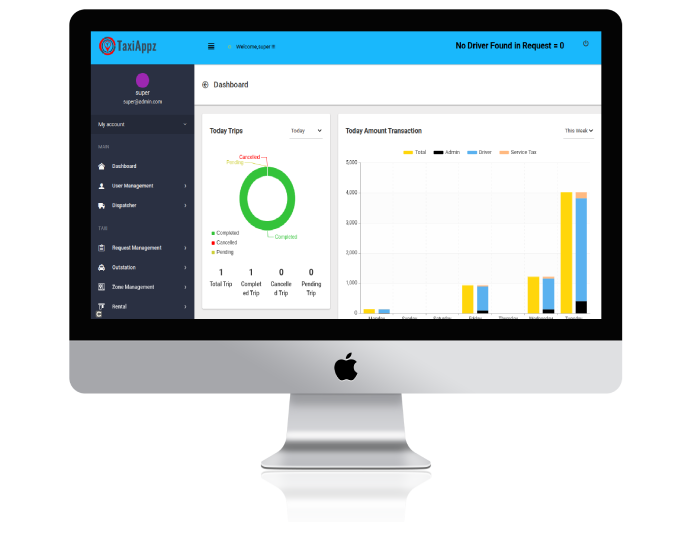 TaxiAppz
Welcome,super !!!
No Driver Found in Request = 0
super
super@admin.com
My account
MAIN
Dashboard
User Management
Dispatcher
TAXI
Request Management
Outstation
Zone Management
Rental
Dashboard
Today Trips
Today
Cancelled
Pending
Completed
Completed
Cancelled
Pending
1
1
0
0
Total Trip
Complet
ed Trip
Cancelle
d Trip
Pending
Trip
Today Amount Transaction
This Week
Total
Admin
Driver
Service Tax
5,000
4,000
3,000
2,000
1,000
0
Monday
Sunday
Saturday
Friday
Thursday
Wednesday
Tuesday